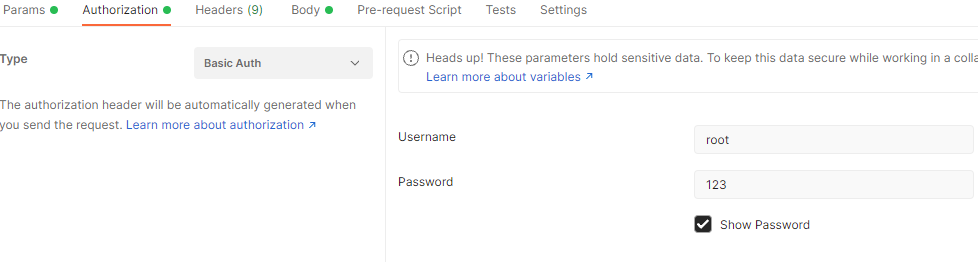 Params Authorization Headers (9) Body Pre-request Script Tests Settings
Type
Basic Auth
The authorization header will be automatically generated when
you send the request. Learn more about authorization ↗
Heads up! These parameters hold sensitive data. To keep this data secure while working in a colla
Learn more about variables ↗
Username
root
Password
123
Show Password